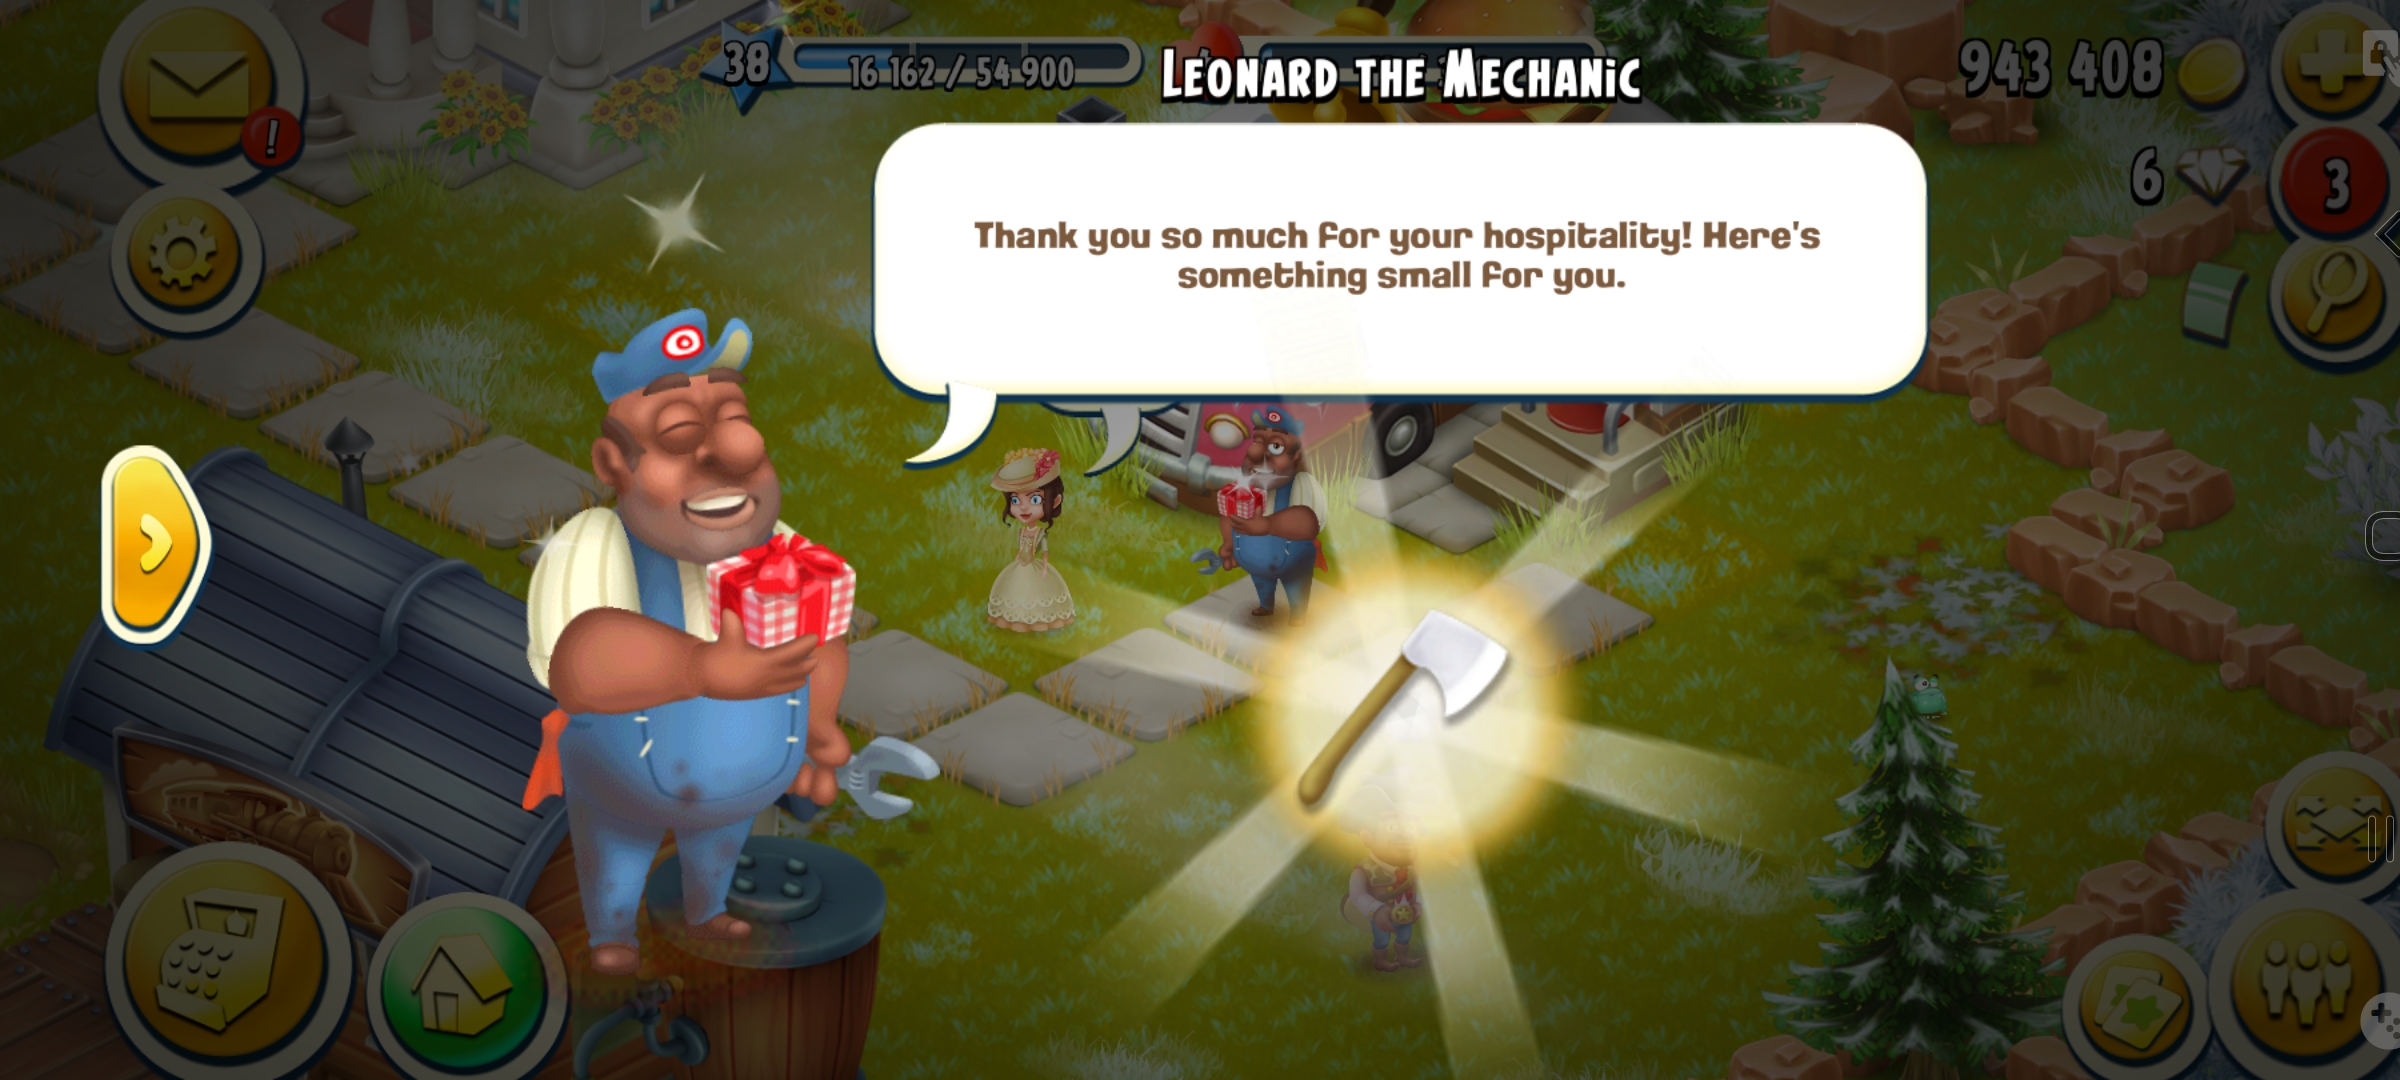 38
16 162 / 54 900
LEONARD THE MECHANIC
943 408
!
6
3
Thank you so much for your hospitality! Here's
something small for you.